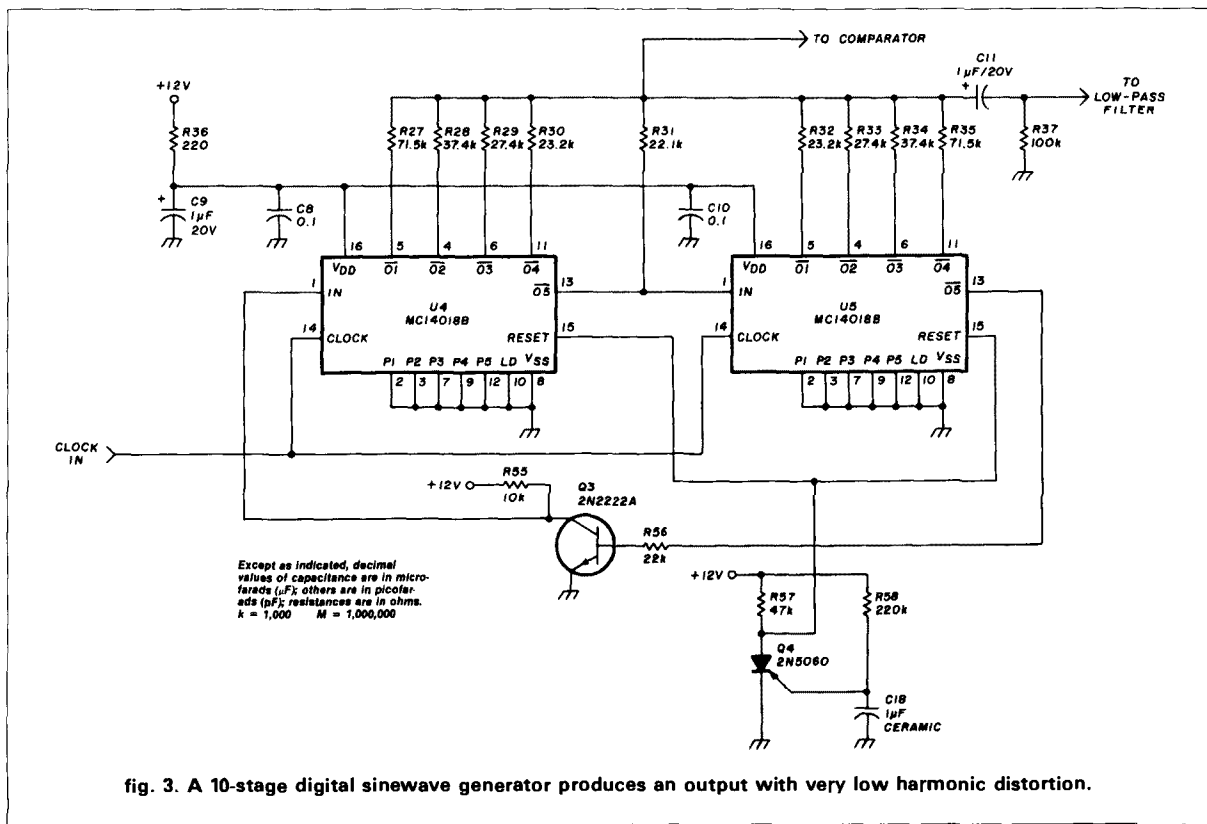 TO COMPARATOR
C11
1µF/20V
+
TO
LOW-PASS
FILTER
+12V
R36
220
R27
71.5k
R28
37.4k
R29
27.4k
R30
23.2k
R31
22.1k
R32
23.2k
R33
27.4k
R34
37.4k
R35
71.5k
R37
100k
+
C9
1µF
20V
C8
0.1
C10
0.1
16
5
4
6
11
VDD
O1
O2
O3
O4
1
IN
O5
13
U4
MC14018B
14
CLOCK
RESET
15
P1
P2
P3
P4
P5
LD
VSS
2
3
7
9
12
10
8
16
5
4
6
11
VDD
O1
O2
O3
O4
1
IN
O5
13
U5
MC14018B
14
CLOCK
RESET
15
P1
P2
P3
P4
P5
LD
VSS
2
3
7
9
12
10
8
CLOCK
IN
+12V
R55
10k
Q3
2N2222A
R56
22k
+12V
R57
47k
R58
220k
Q4
2N5060
C18
1µF
CERAMIC
Except as indicated, decimal
values of capacitance are in micro-
farads (µF); others are in picofar-
ads (pF); resistances are in ohms.
k = 1,000 M = 1,000,000
fig. 3. A 10-stage digital sinewave generator produces an output with very low harmonic distortion.